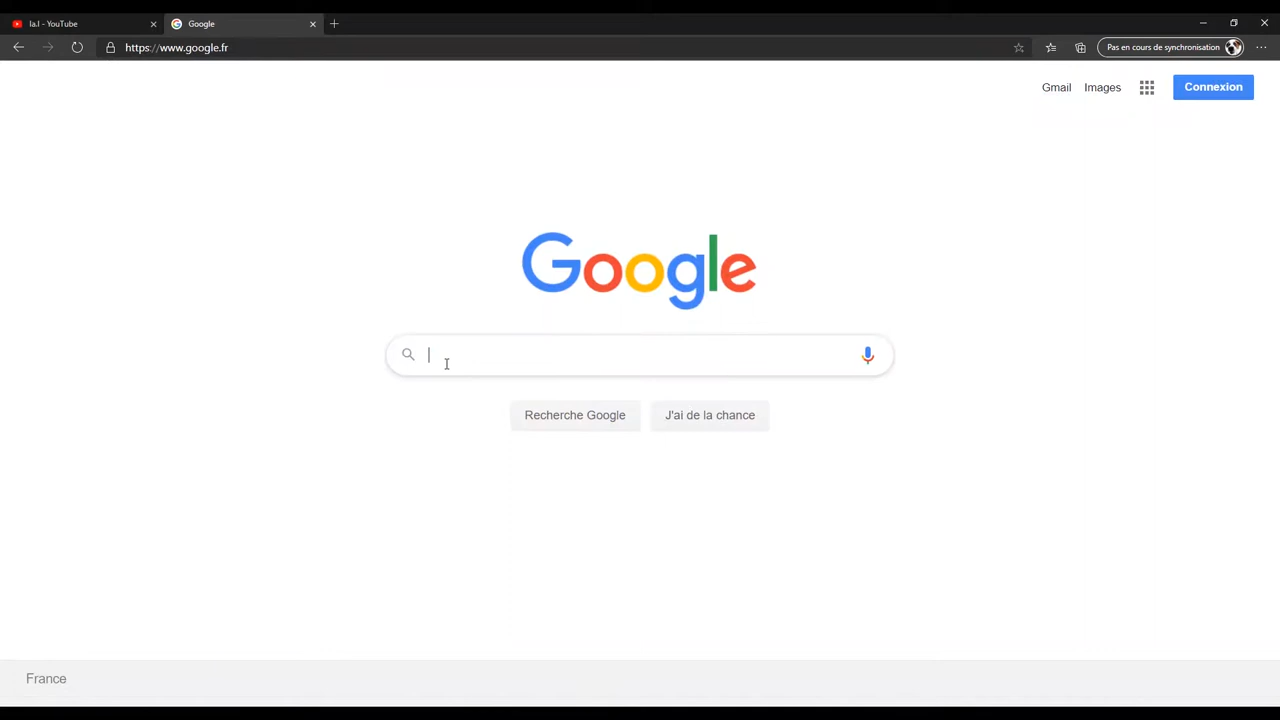 la.l - YouTube
Google
https://www.google.fr
Pas en cours de synchronisation
Gmail
Images
Connexion
Google
Recherche Google
J'ai de la chance
France